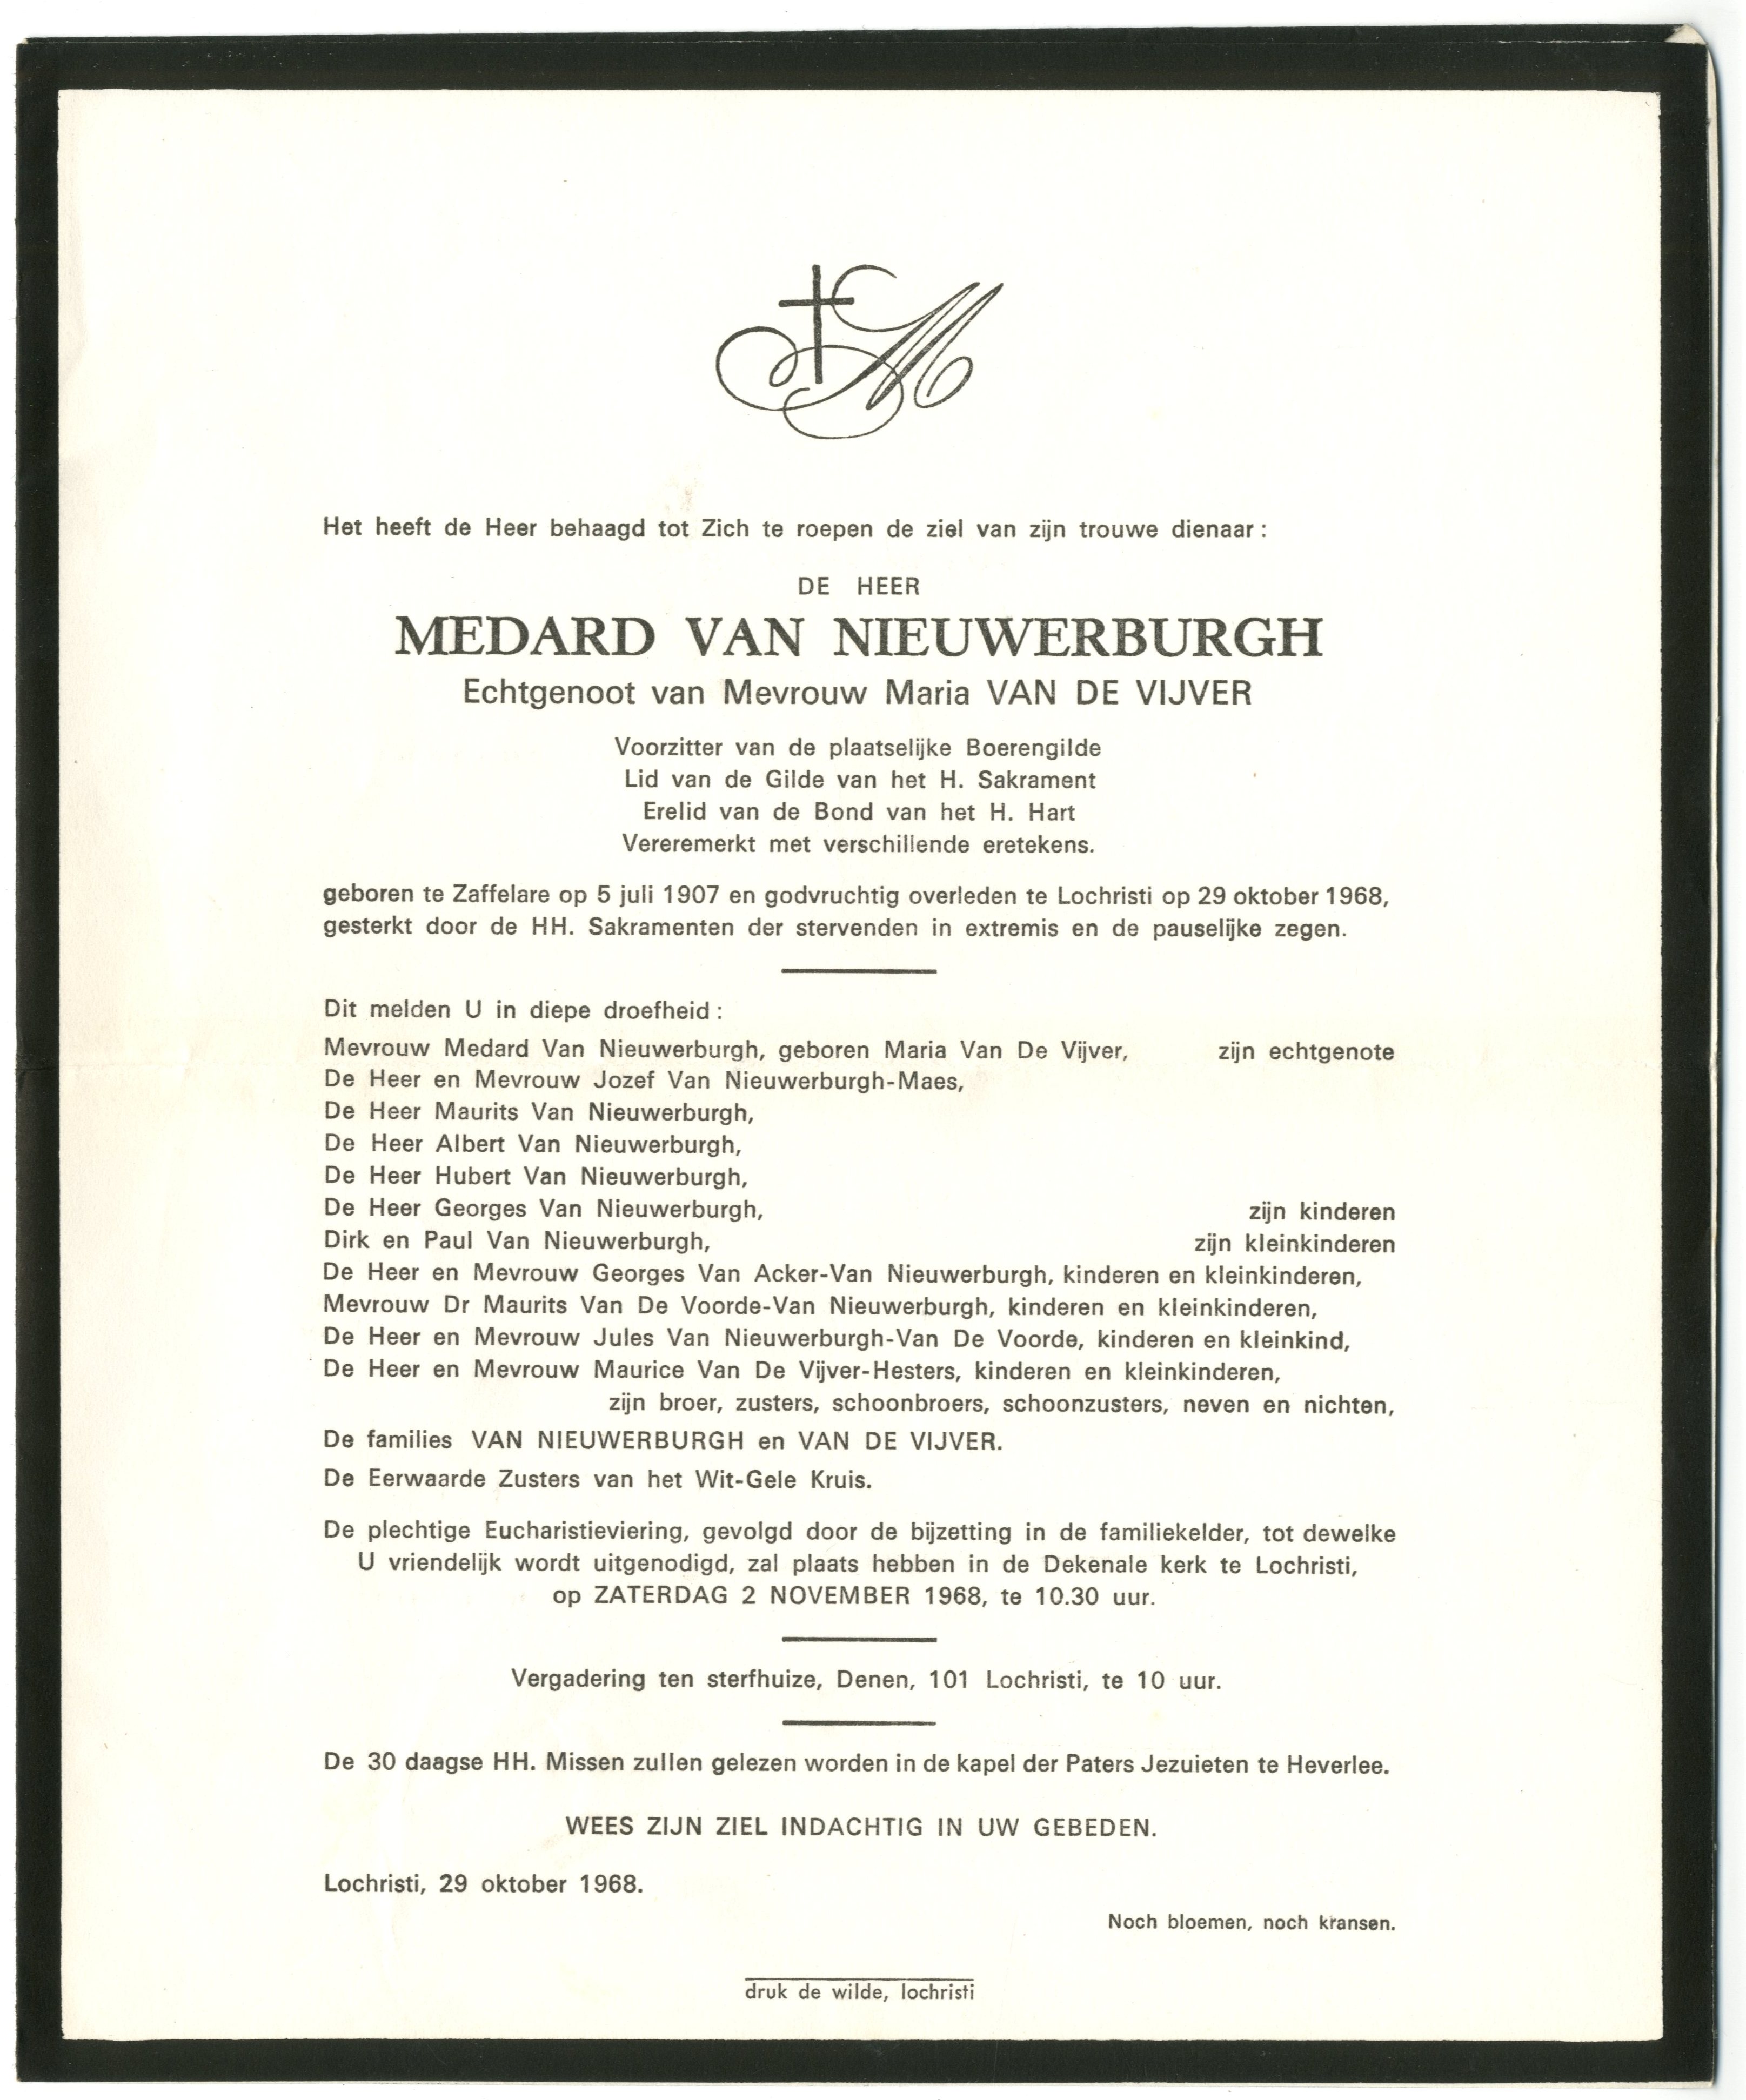 Het heeft de Heer behaagd tot Zich te roepen de ziel van zijn trouwe dienaar :
DE HEER
MEDARD VAN NIEUWERBURGH
Echtgenoot van Mevrouw Maria VAN DE VIJVER
Voorzitter van de plaatselijke Boerengilde
Lid van de Gilde van het H. Sakrament
Erelid van de Bond van het H. Hart
Vereremerkt met verschillende eretekens.
geboren te Zaffelare op 5 juli 1907 en godvruchtig overleden te Lochristi op 29 oktober 1968,
gesterkt door de HH. Sakramenten der stervenden in extremis en de pauselijke zegen.
Dit melden U in diepe droefheid :
Mevrouw Medard Van Nieuwerburgh, geboren Maria Van De Vijver, zijn echtgenote
De Heer en Mevrouw Jozef Van Nieuwerburgh-Maes,
De Heer Maurits Van Nieuwerburgh,
De Heer Albert Van Nieuwerburgh,
De Heer Hubert Van Nieuwerburgh,
De Heer Georges Van Nieuwerburgh, zijn kinderen
Dirk en Paul Van Nieuwerburgh, zijn kleinkinderen
De Heer en Mevrouw Georges Van Acker-Van Nieuwerburgh, kinderen en kleinkinderen,
Mevrouw Dr Maurits Van De Voorde-Van Nieuwerburgh, kinderen en kleinkinderen,
De Heer en Mevrouw Jules Van Nieuwerburgh-Van De Voorde, kinderen en kleinkind,
De Heer en Mevrouw Maurice Van De Vijver-Hesters, kinderen en kleinkinderen,
zijn broer, zusters, schoonbroers, schoonzusters, neven en nichten,
De families VAN NIEUWERBURGH en VAN DE VIJVER.
De Eerwaarde Zusters van het Wit-Gele Kruis.
De plechtige Eucharistieviering, gevolgd door de bijzetting in de familiekelder, tot dewelke
U vriendelijk wordt uitgenodigd, zal plaats hebben in de Dekenale kerk te Lochristi,
op ZATERDAG 2 NOVEMBER 1968, te 10.30 uur.
Vergadering ten sterfhuize, Denen, 101 Lochristi, te 10 uur.
De 30 daagse HH. Missen zullen gelezen worden in de kapel der Paters Jezuieten te Heverlee.
WEES ZIJN ZIEL INDACHTIG IN UW GEBEDEN.
Lochristi, 29 oktober 1968.
Noch bloemen, noch kransen.
druk de wilde, lochristi